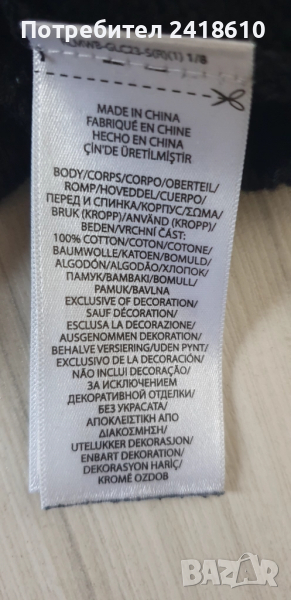 Потребител 2418610
MADE IN CHINA
FABRIQUÉ EN CHINE
HECHO EN CHINA
ÇİN'DE ÜRETİLMİŞTİR
BODY/CORPS/CORPO/OBERTEIL/
ROMP/HOVEDDEL/CUERPO/
ПЕРЕД И СПИНКА/КОРПУС/ΣΩΜΑ/
BRUK (KROPP)/ANVÄND (KROPP)/
BEDEN/VRCHNÍ ČÁST:
100% COTTON/COTON/COTONE/
BAUMWOLLE/KATOEN/BOMULD/
ALGODÓN/ALGODÃO/ХЛОПОК/
ПАМУК/ΒΑΜΒΑΚΙ/BOMULL/
PAMUK/BAVLNA
EXCLUSIVE OF DECORATION/
SAUF DÉCORATION/
ESCLUSA LA DECORAZIONE/
AUSGENOMMEN DEKORATION/
BEHALVE VERSIERING/UDEN PYNT/
EXCLUSIVO DE LA DECORACIÓN/
NÃO INCLUI DECORAÇÃO/
ЗА ИСКЛЮЧЕНИЕМ
ДЕКОРАТИВНОЙ ОТДЕЛКИ/
БЕЗ УКРАСАТА/
ΑΠΟΚΛΕΙΣΤΙΚΗ ΑΠΟ
ΔΙΑΚΟΣΜΗΣΗ/
UTELUKKER DEKORASJON/
ENBART DEKORATION/
DEKORASYON HARİÇ/
KROMĚ OZDOB
BAZAR